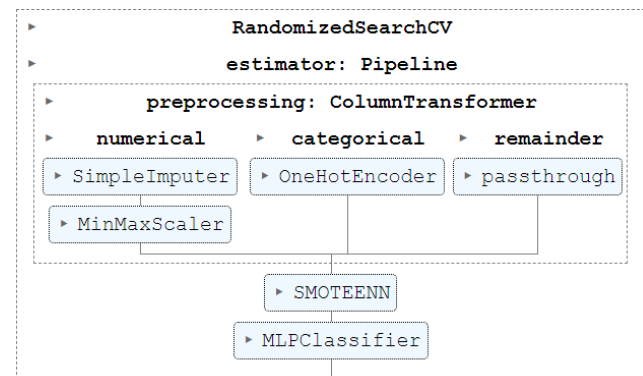 RandomizedSearchCV
estimator: Pipeline
preprocessing: ColumnTransformer
numerical categorical remainder
SimpleImputer OneHotEncoder passthrough
MinMaxScaler
SMOTEENN
MLPClassifier